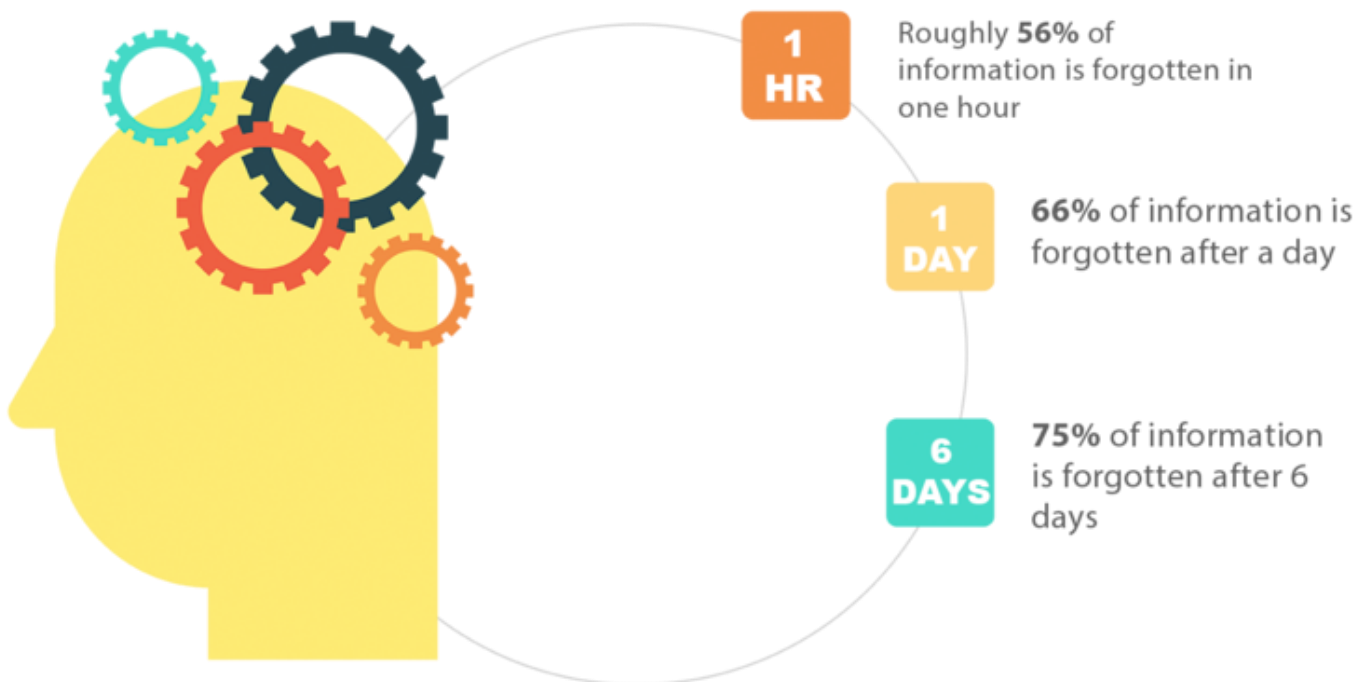 1
HR
Roughly 56% of
information is forgotten in
one hour
1
DAY
66% of information is
forgotten after a day
6
DAYS
75% of information
is forgotten after 6
days